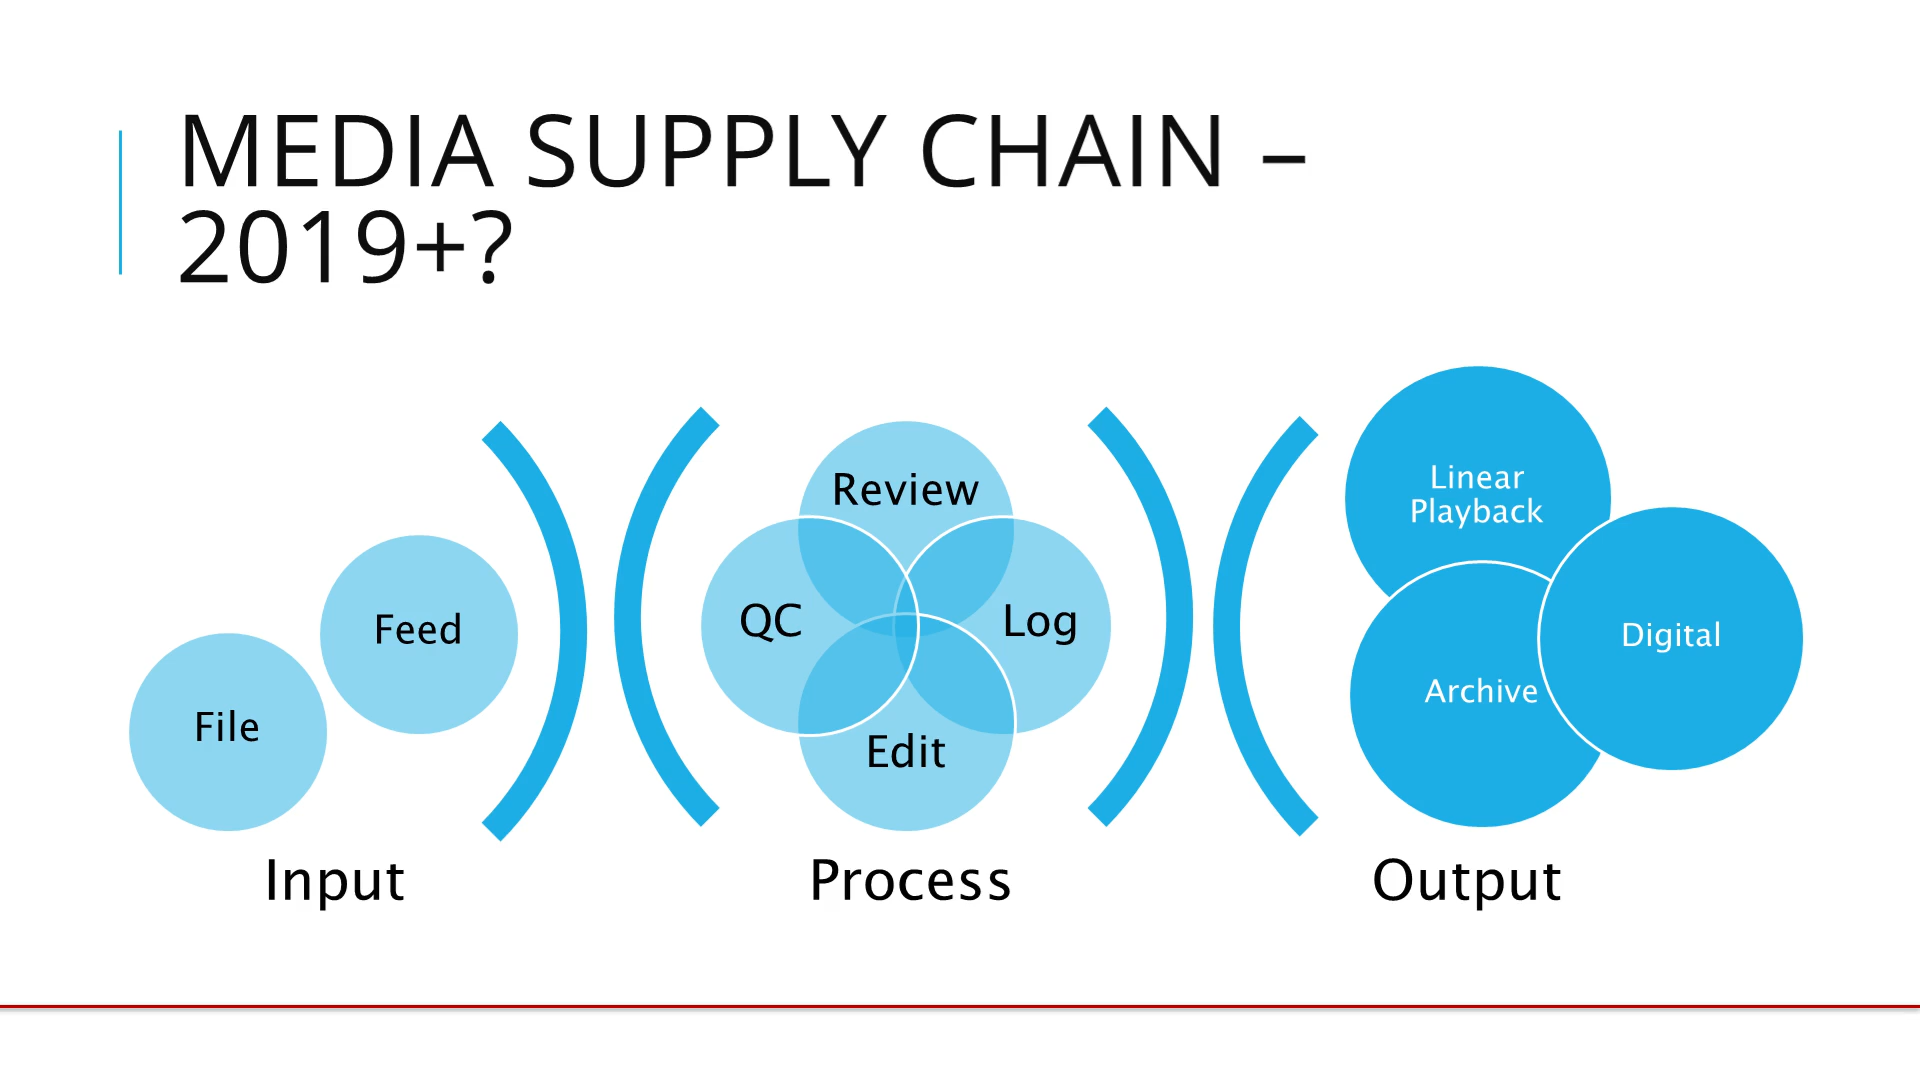 MEDIA SUPPLY CHAIN –
2019+?
File
Feed
Input
Review
QC
Log
Edit
Process
Linear
Playback
Archive
Digital
Output